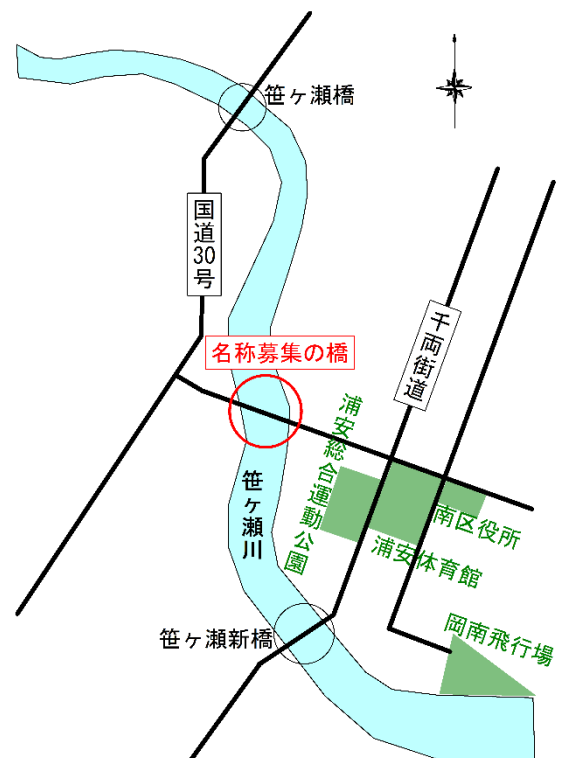 笹ヶ瀬橋
国道30号
千両街道
名称募集の橋
浦安総合運動公園
笹ヶ瀬川
南区役所
浦安体育館
笹ヶ瀬新橋
岡南飛行場